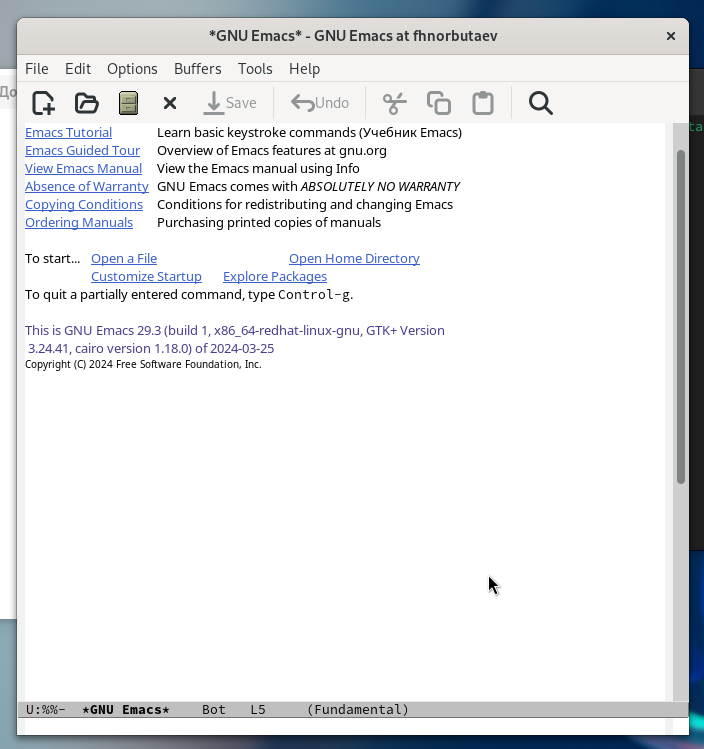 *GNU Emacs* - GNU Emacs at fhnorbutaev
До
File Edit Options Buffers Tools Help
Save Undo
ta
Emacs Tutorial Learn basic keystroke commands (Учебник Emacs)
Emacs Guided Tour Overview of Emacs features at gnu.org
View Emacs Manual View the Emacs manual using Info
Absence of Warranty GNU Emacs comes with ABSOLUTELY NO WARRANTY
Copying Conditions Conditions for redistributing and changing Emacs
Ordering Manuals Purchasing printed copies of manuals
To start... Open a File Open Home Directory
Customize Startup Explore Packages
To quit a partially entered command, type Control-g.
This is GNU Emacs 29.3 (build 1, x86_64-redhat-linux-gnu, GTK+ Version
3.24.41, cairo version 1.18.0) of 2024-03-25
Copyright (C) 2024 Free Software Foundation, Inc.
U:%%- *GNU Emacs* Bot L5 (Fundamental)